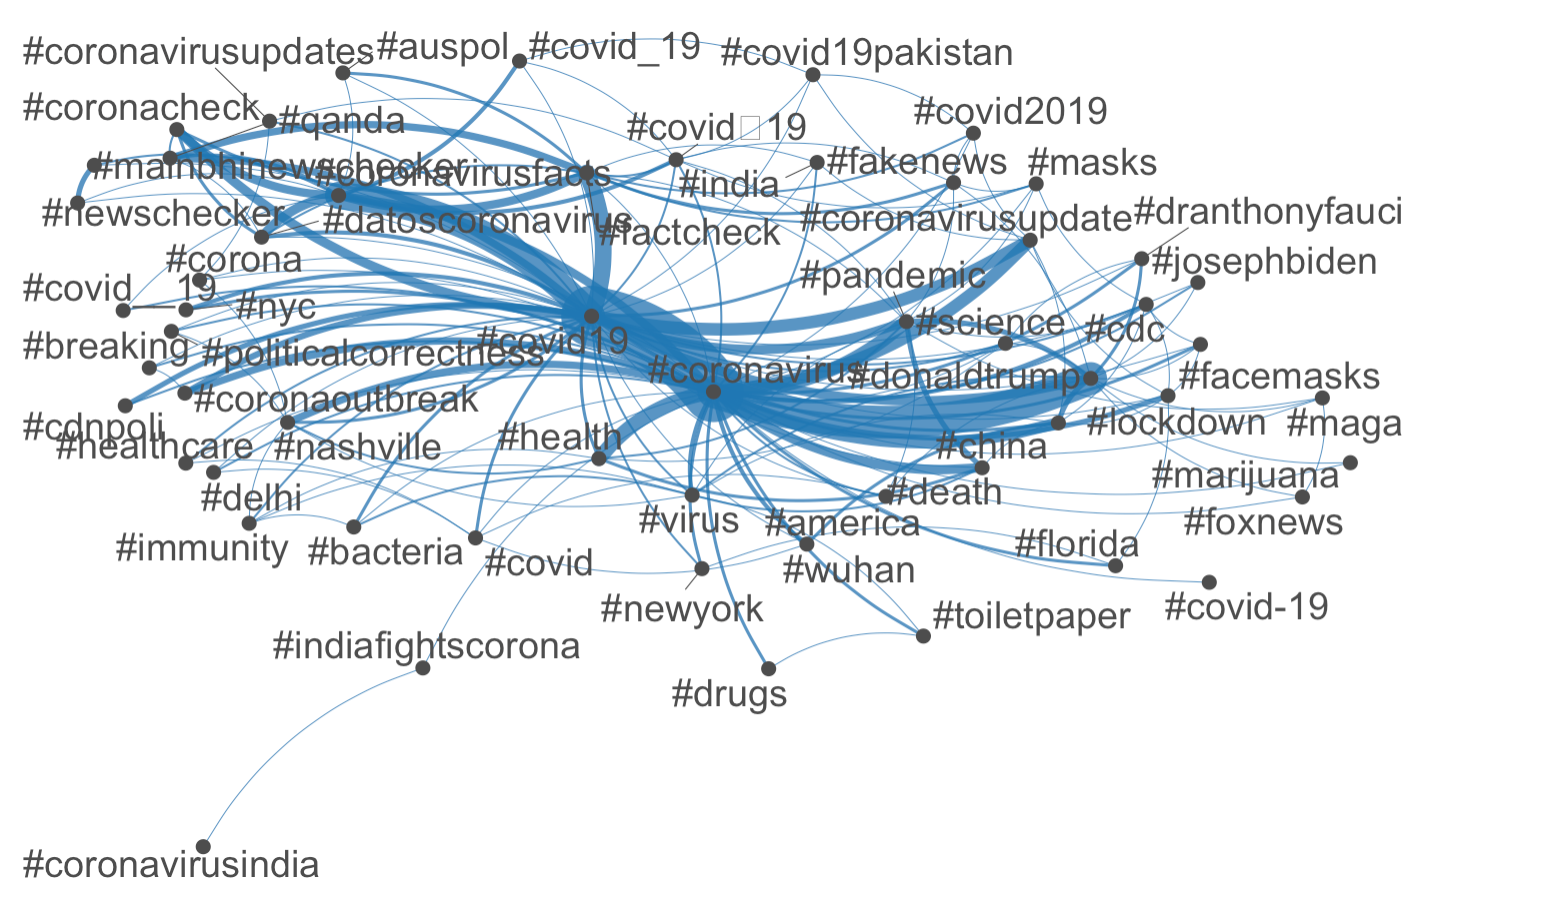 #coronavirusupdates
#auspol
#covid_19
#covid19pakistan
#coronacheck
#qanda
#covid□19
#covid2019
#mainbhinewschecker
#coronavirusfacts
#india
#fakenews
#masks
#newschecker
#datoscoronavirus
#factcheck
#coronavirusupdate
#dranthonyfauci
#corona
#pandemic
#josephbiden
#covid__19
#nyc
#science
#cdc
#breaking
#politicalcorrectness
#covid19
#coronavirus
#donaldtrump
#facemasks
#coronaoutbreak
#cdnpoli
#healthcare
#nashville
#health
#china
#lockdown
#maga
#delhi
#death
#marijuana
#immunity
#bacteria
#covid
#virus
#america
#foxnews
#wuhan
#florida
#newyork
#toiletpaper
#covid-19
#indiafightscorona
#drugs
#coronavirusindia